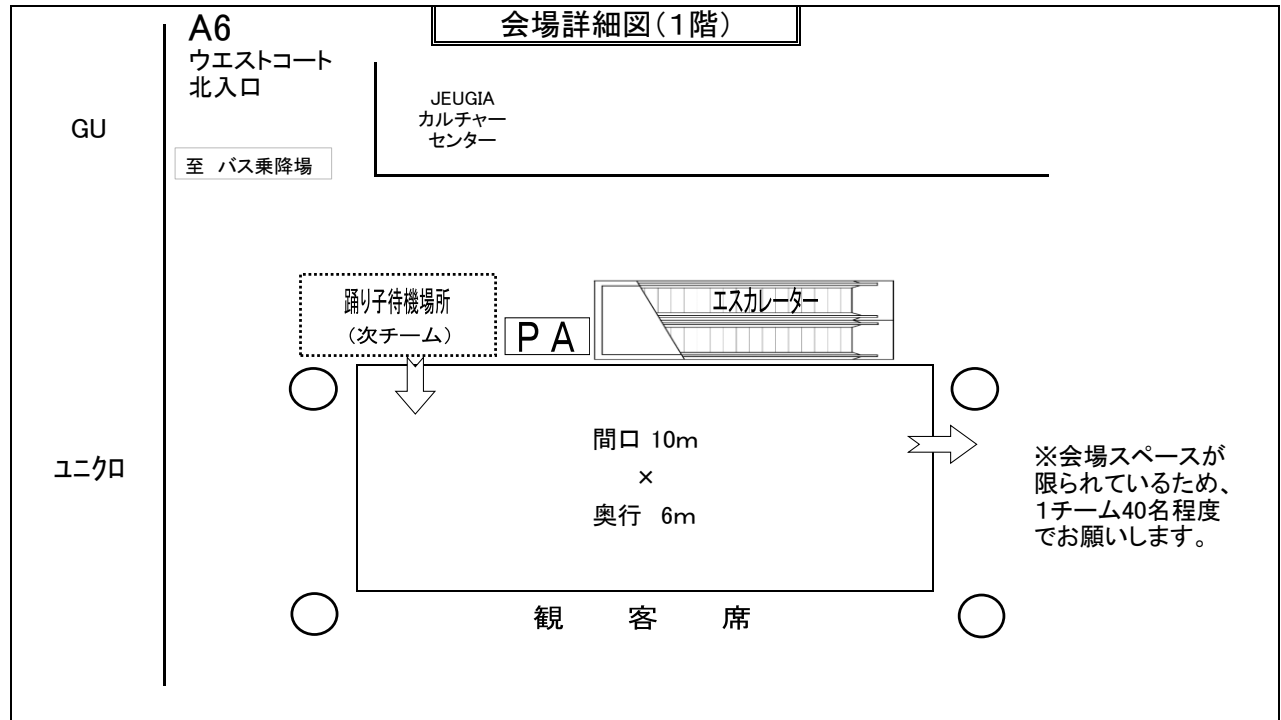 会場詳細図(1階)
A6
ウエストコート
北入口
GU
JEUGIA
カルチャー
センター
至 バス乗降場
踊り子待機場所
(次チーム)
PA
エスカレーター
間口 10m
×
奥行 6m
ユニクロ
※会場スペースが
限られているため、
1チーム40名程度
でお願いします。
観 客 席